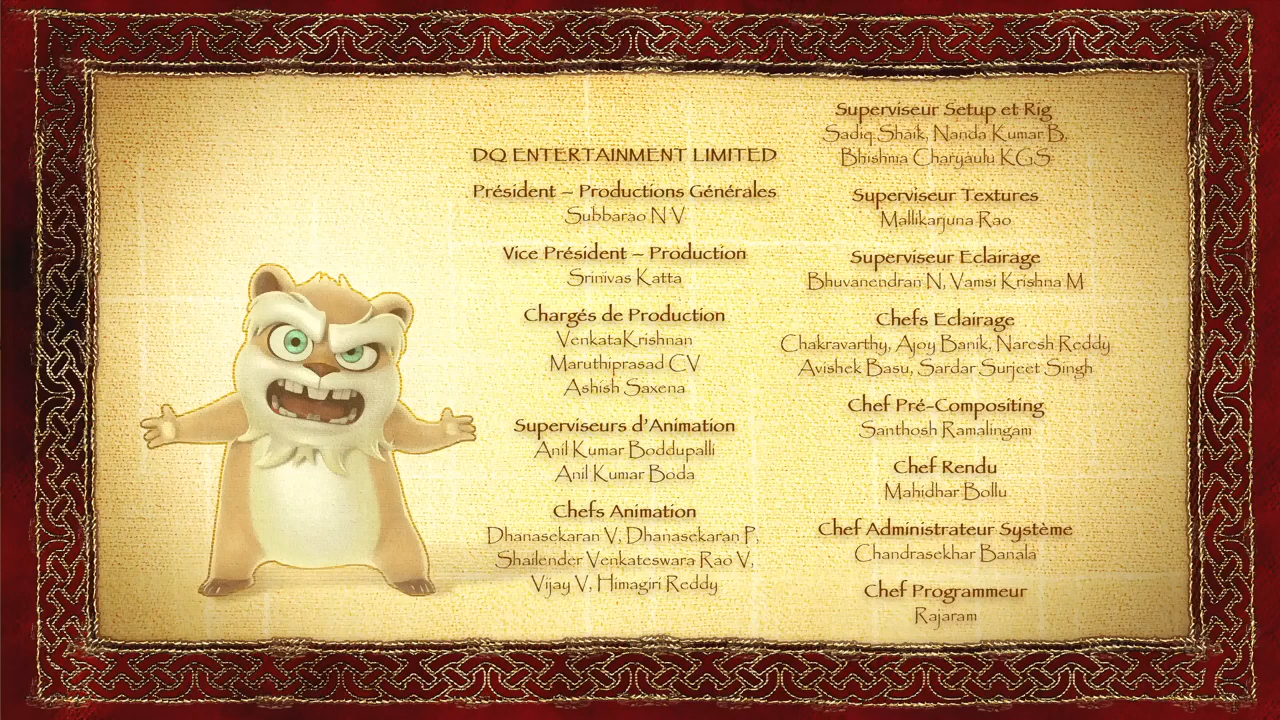 DQ ENTERTAINMENT LIMITED
Président – Productions Générales
Subbarao N V
Vice Président – Production
Srinivas Katta
Chargés de Production
VenkataKrishnan
Maruthiprasad CV
Ashish Saxena
Superviseurs d'Animation
Anil Kumar Boddupalli
Anil Kumar Boda
Chefs Animation
Dhanasekaran V, Dhanasekaran P,
Shailender Venkateswara Rao V,
Vijay V, Himagiri Reddy
Superviseur Setup et Rig
Sadiq Shaik, Nanda Kumar B.
Bhishma Charyaulu K.G.S
Superviseur Textures
Mallikarjuna Rao
Superviseur Eclairage
Bhuvanendran N, Vamsi Krishna M
Chefs Eclairage
Chakravarthy, Ajoy Banik, Naresh Reddy
Avishek Basu, Sardar Surjeet Singh
Chef Pré-Compositing
Santhosh Ramalingam
Chef Rendu
Mahidhar Bollu
Chef Administrateur Système
Chandrasekhar Banala
Chef Programmeur
Rajaram